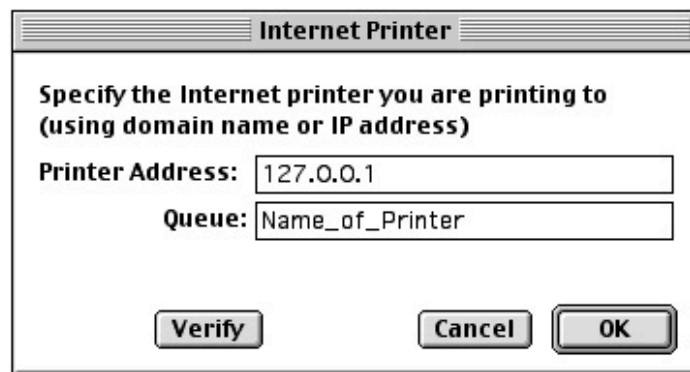 Internet Printer
Specify the Internet printer you are printing to
(using domain name or IP address)
Printer Address: 127.0.0.1
Queue: Name_of_Printer
Verify Cancel OK